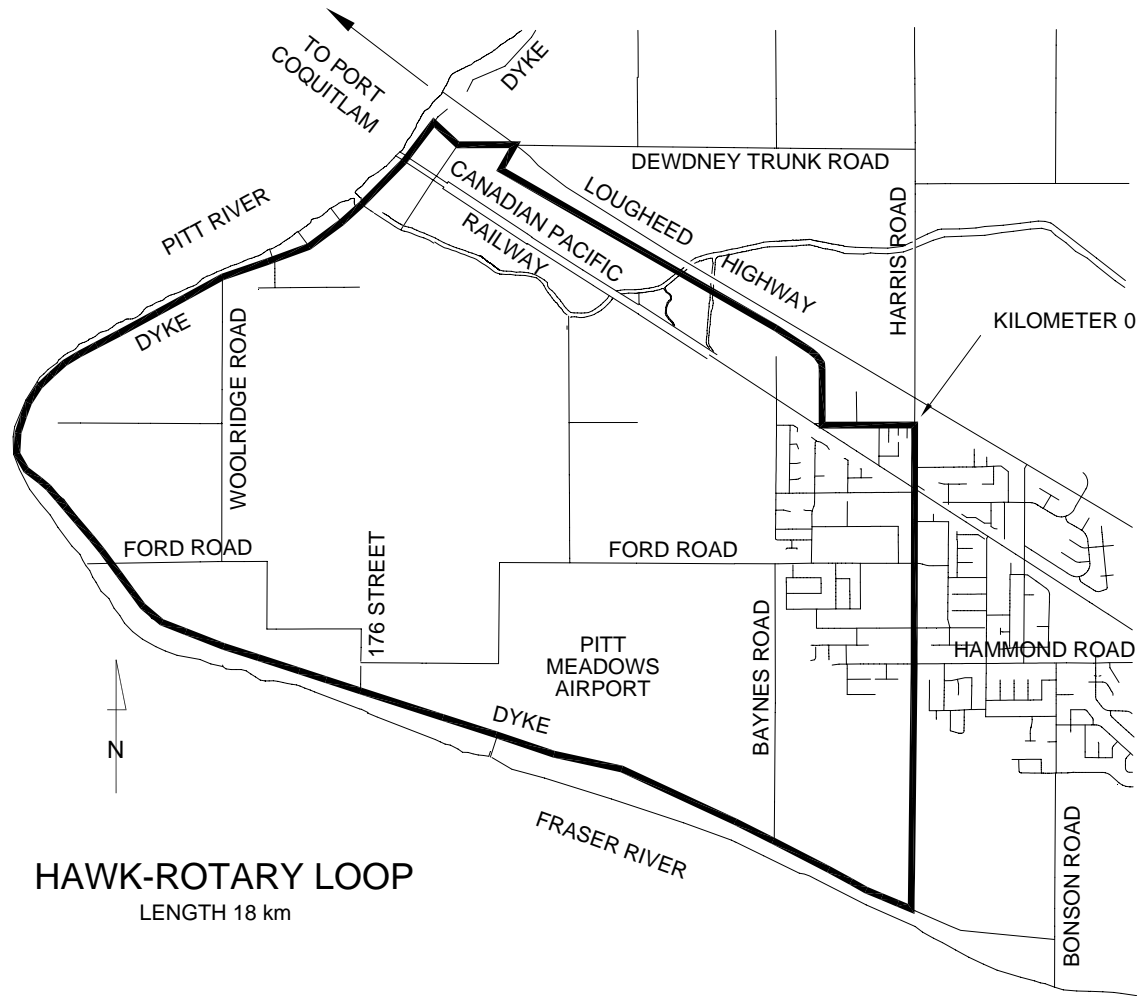 TO PORT
COQUITLAM
DYKE
DEWDNEY TRUNK ROAD
CANADIAN PACIFIC
RAILWAY
LOUGHEED
HIGHWAY
HARRIS ROAD
PITT RIVER
KILOMETER 0
DYKE
WOOLRIDGE ROAD
FORD ROAD
FORD ROAD
176 STREET
PITT
MEADOWS
AIRPORT
BAYNES ROAD
HAMMOND ROAD
DYKE
N
FRASER RIVER
BONSON ROAD
HAWK-ROTARY LOOP
LENGTH 18 km